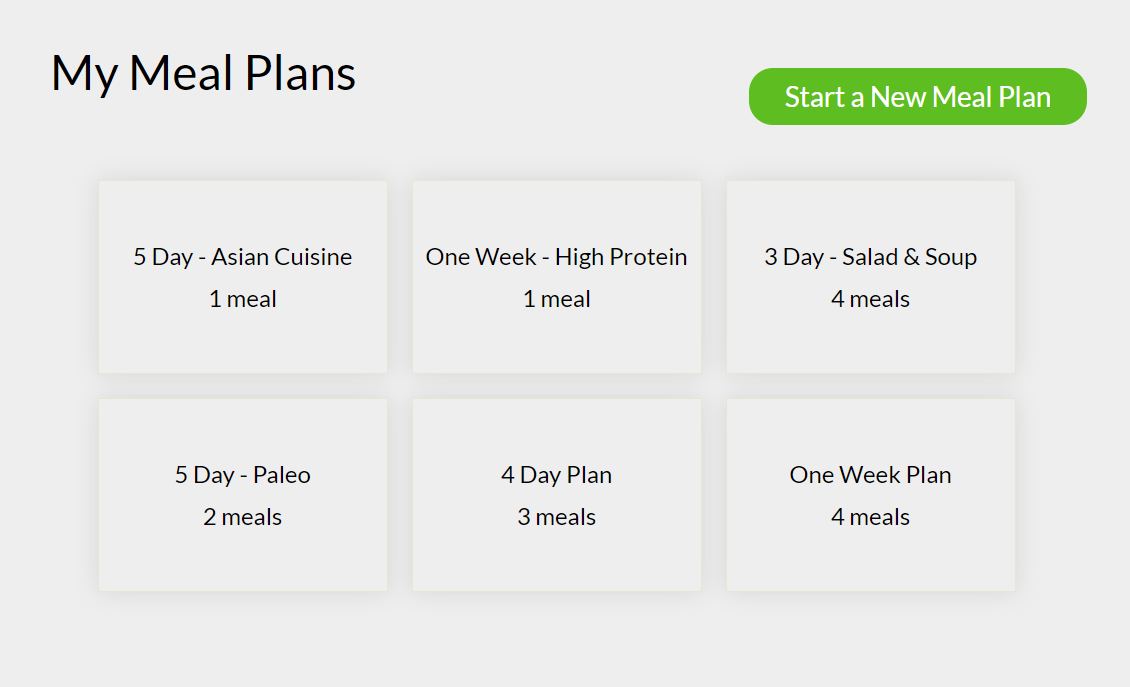 My Meal Plans
Start a New Meal Plan
5 Day - Asian Cuisine
1 meal
One Week - High Protein
1 meal
3 Day - Salad & Soup
4 meals
5 Day - Paleo
2 meals
4 Day Plan
3 meals
One Week Plan
4 meals